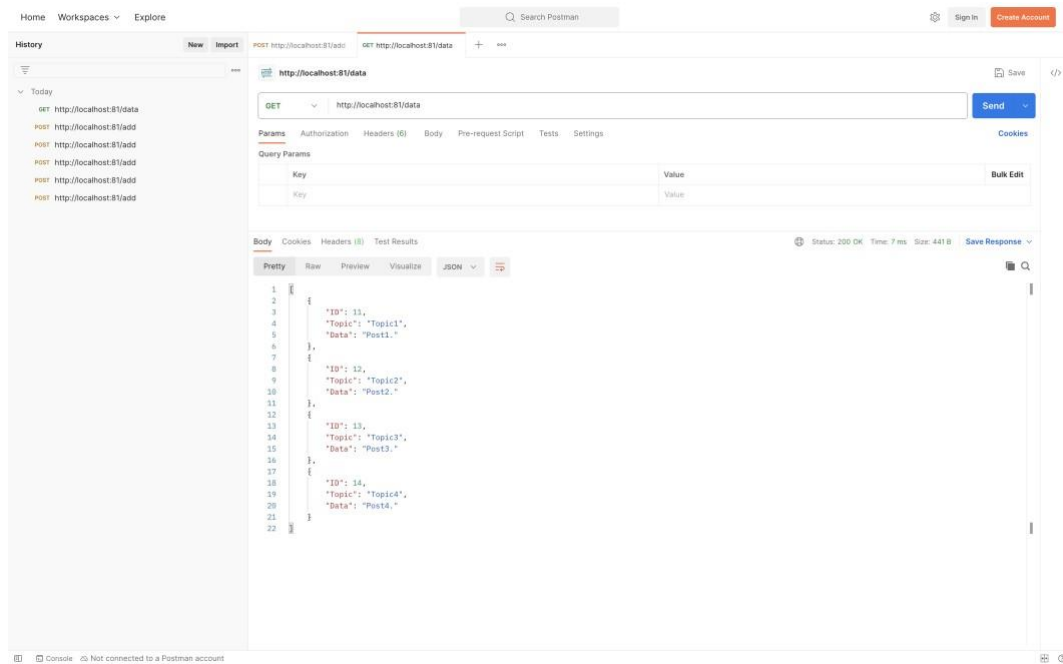 Home Workspaces Explore Search Postman Sign In Create Account
History New Import
POST http://localhost:81/add GET http://localhost:81/data
Today
GET http://localhost:81/data
POST http://localhost:81/add
POST http://localhost:81/add
POST http://localhost:81/add
POST http://localhost:81/add
POST http://localhost:81/add
http://localhost:81/data Save
GET http://localhost:81/data Send
Params Authorization Headers (6) Body Pre-request Script Tests Settings Cookies
Query Params
Key Value Bulk Edit
Key Value
Body Cookies Headers (8) Test Results Status: 200 OK Time: 7 ms Size: 441 B Save Response
Pretty Raw Preview Visualize JSON
1 [
2 {
3 "ID": 11,
4 "Topic": "Topic1",
5 "Data": "Post1."
6 },
7 {
8 "ID": 12,
9 "Topic": "Topic2",
10 "Data": "Post2."
11 },
12 {
13 "ID": 13,
14 "Topic": "Topic3",
15 "Data": "Post3."
16 },
17 {
18 "ID": 14,
19 "Topic": "Topic4",
20 "Data": "Post4."
21 }
22 ]
Console Not connected to a Postman account